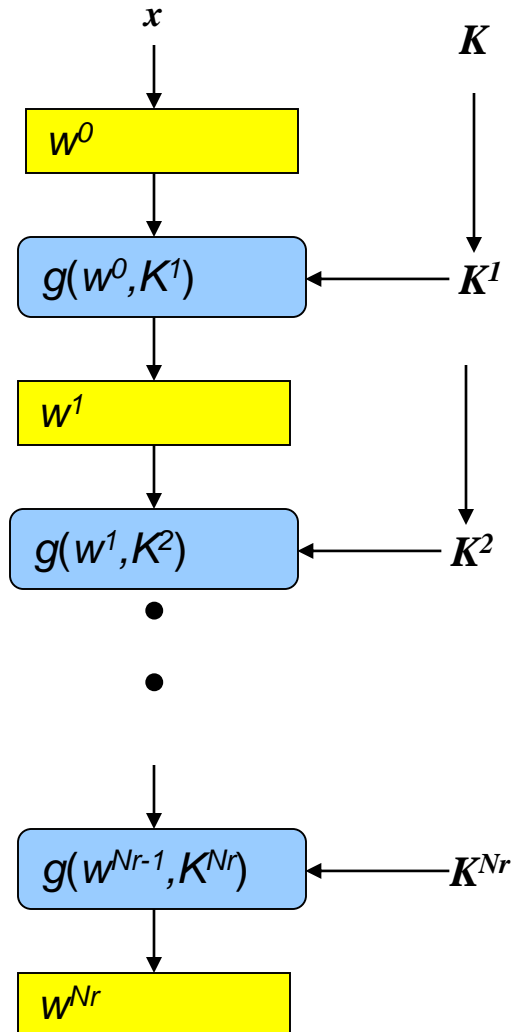 x
K
w⁰
g(w⁰,K¹)
K¹
w¹
g(w¹,K²)
K²
g(wᴺʳ⁻¹,Kᴺʳ)
Kᴺʳ
wᴺʳ